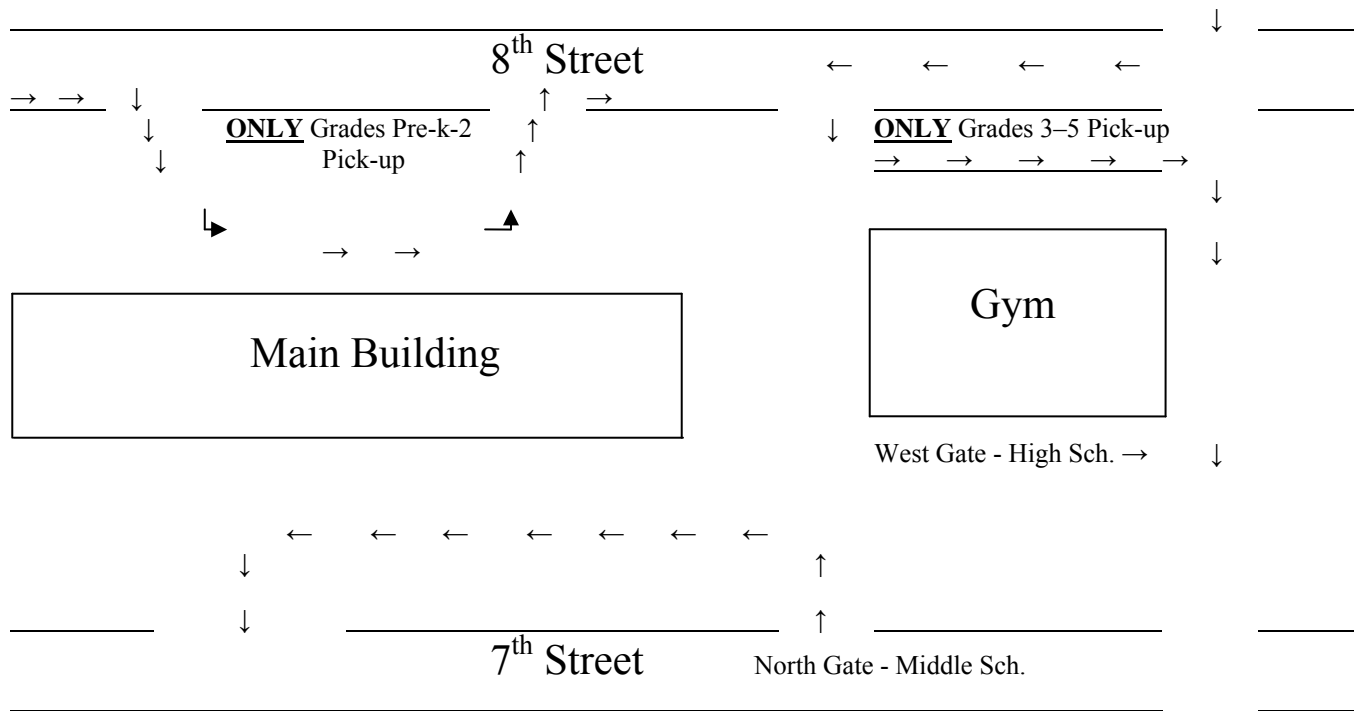 8th Street
ONLY Grades Pre-k-2
Pick-up
ONLY Grades 3–5 Pick-up
Main Building
Gym
West Gate - High Sch. →
7th Street
North Gate - Middle Sch.